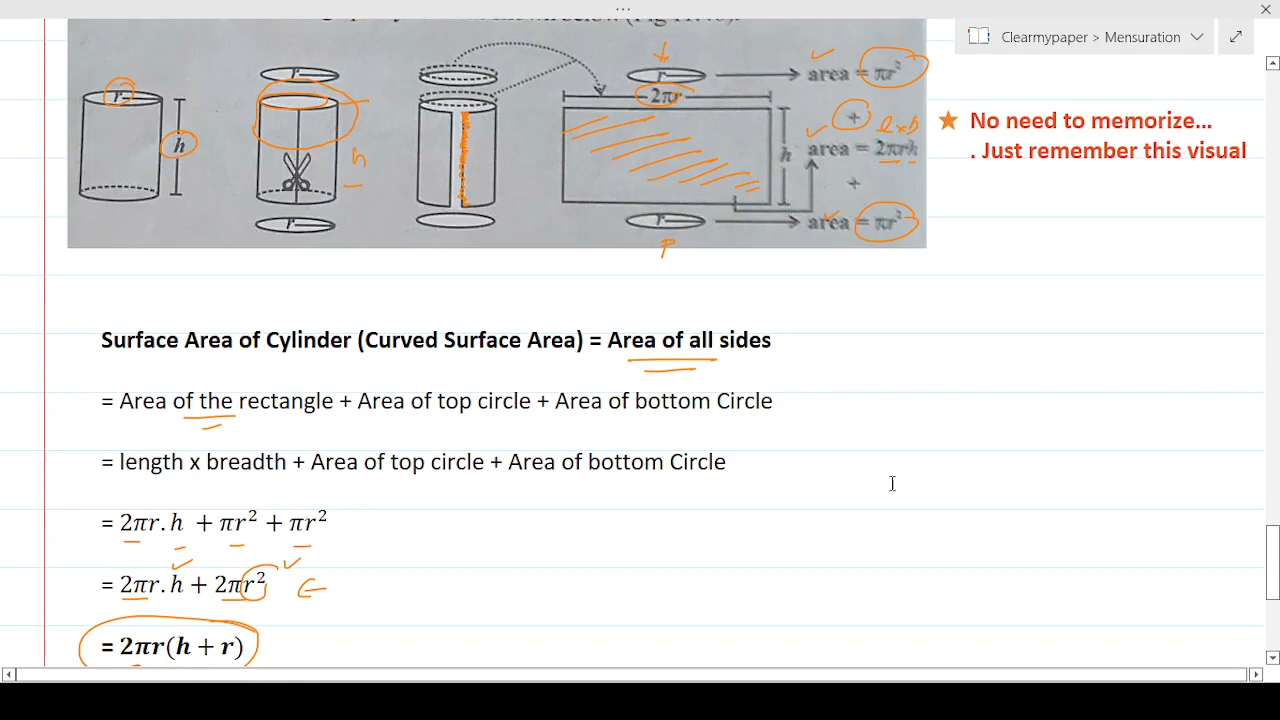 ...
Clearmypaper > Mensuration
r
r
r
area = πr²
2πr
+ l x b
h
h
h
area = 2πrh
+
r
r
area = πr²
★ No need to memorize...
. Just remember this visual
Surface Area of Cylinder (Curved Surface Area) = Area of all sides
= Area of the rectangle + Area of top circle + Area of bottom Circle
= length x breadth + Area of top circle + Area of bottom Circle
= 2πr. h + πr² + πr²
= 2πr. h + 2πr²
= 2πr(h + r)